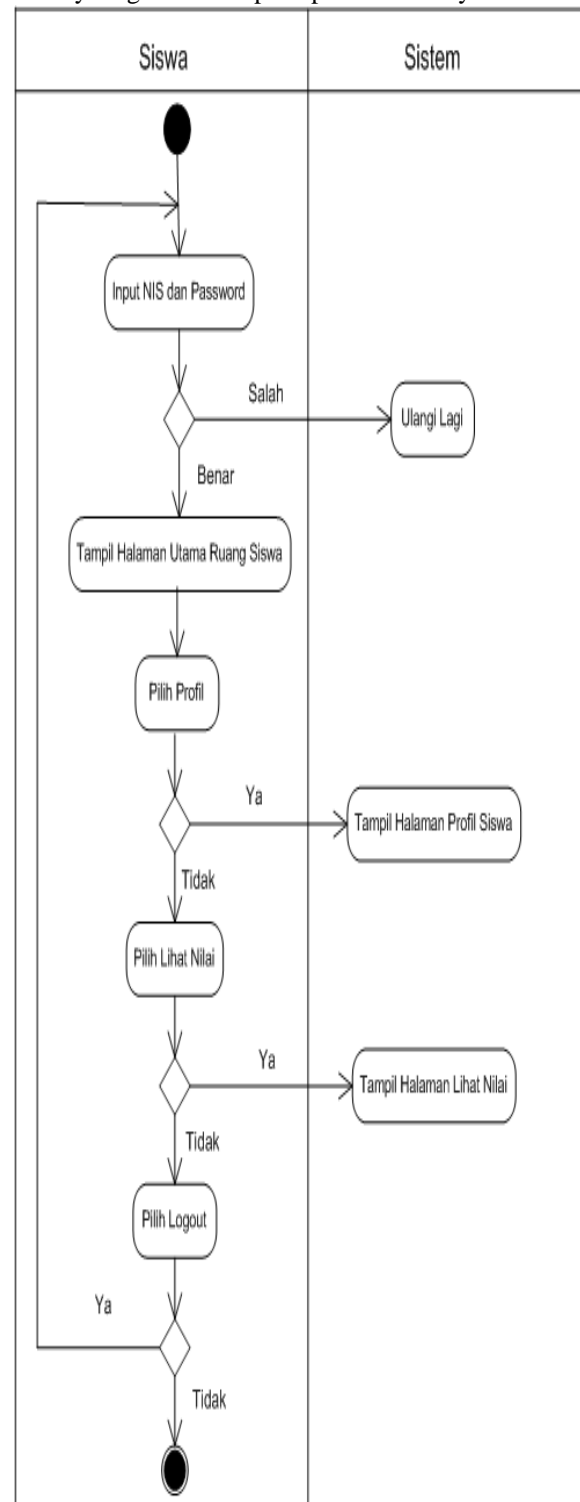 Siswa
Sistem
Input NIS dan Password
Salah
Ulangi Lagi
Benar
Tampil Halaman Utama Ruang Siswa
Pilih Profil
Ya
Tampil Halaman Profil Siswa
Tidak
Pilih Lihat Nilai
Ya
Tampil Halaman Lihat Nilai
Tidak
Pilih Logout
Ya
Tidak